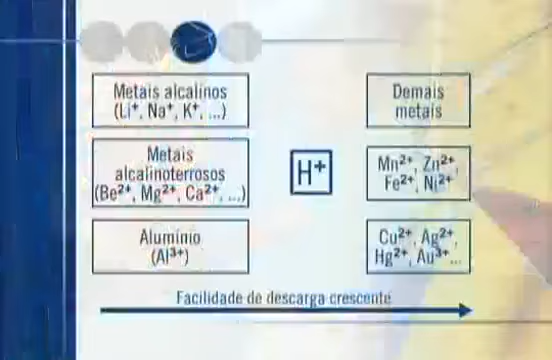 Metais alcalinos
(Li⁺, Na⁺, K⁺, ...)
Metais
alcalinoterrosos
(Be²⁺, Mg²⁺, Ca²⁺, ...)
Alumínio
(Al³⁺)
H⁺
Demais
metais
Mn²⁺, Zn²⁺,
Fe²⁺, Ni²⁺
Cu²⁺, Ag²⁺,
Hg²⁺, Au³⁺...
Facilidade de descarga crescente